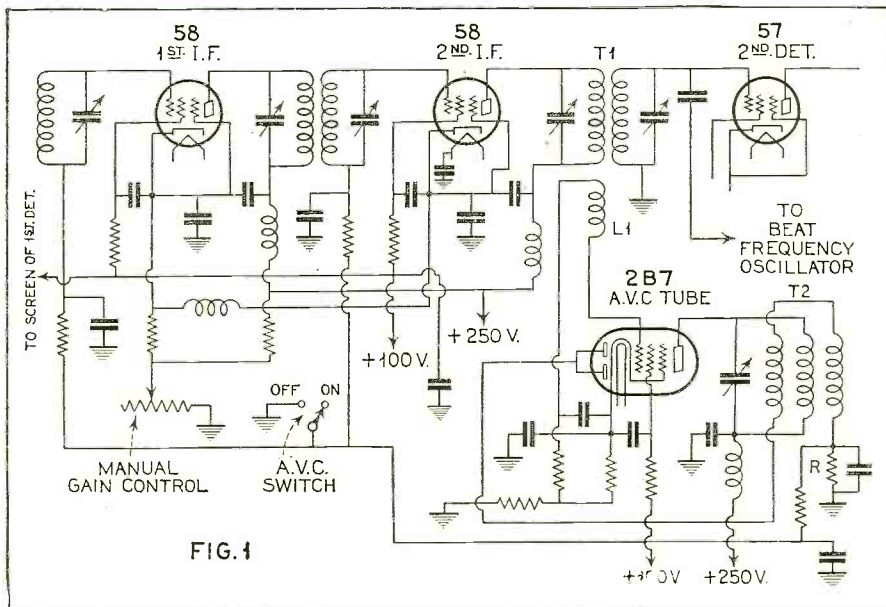 58
1ST. I.F.
58
2ND. I.F.
T1
57
2ND. DET.
TO SCREEN OF 1ST. DET.
L1
TO
BEAT
FREQUENCY
OSCILLATOR
2B7
A.V.C TUBE
T2
+100 V.
+250 V.
OFF
ON
MANUAL
GAIN CONTROL
A.V.C.
SWITCH
R
FIG.1
+250V.